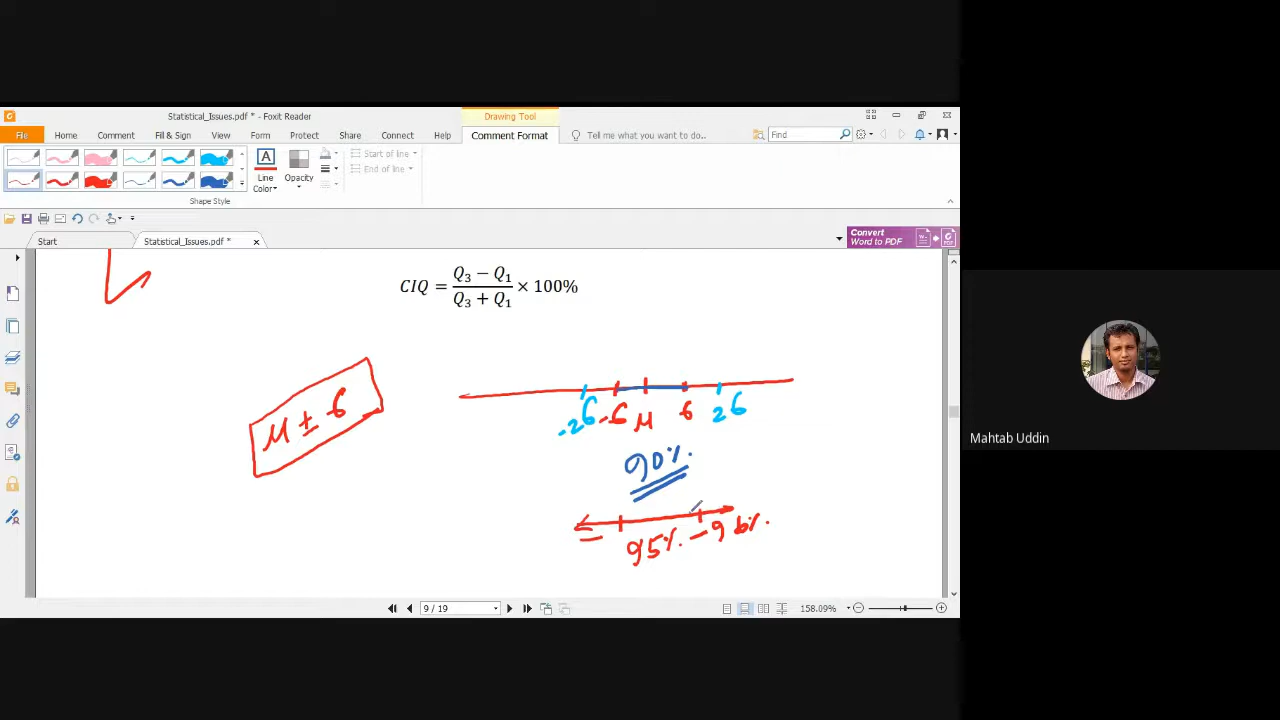 Statistical_Issues.pdf * - Foxit Reader
Drawing Tool
File Home Comment Fill & Sign View Form Protect Share Connect Help Comment Format Tell me what you want to do.. Find
Line Color
Opacity
Start of line
End of line
Shape Style
Start
Statistical_Issues.pdf *
Convert Word to PDF
CIQ = (Q₃ − Q₁)/(Q₃ + Q₁) × 100%
μ ± σ
-2σ -σ μ σ 2σ
90%.
95%. – 96%.
9 / 19
158.09%
Mahtab Uddin